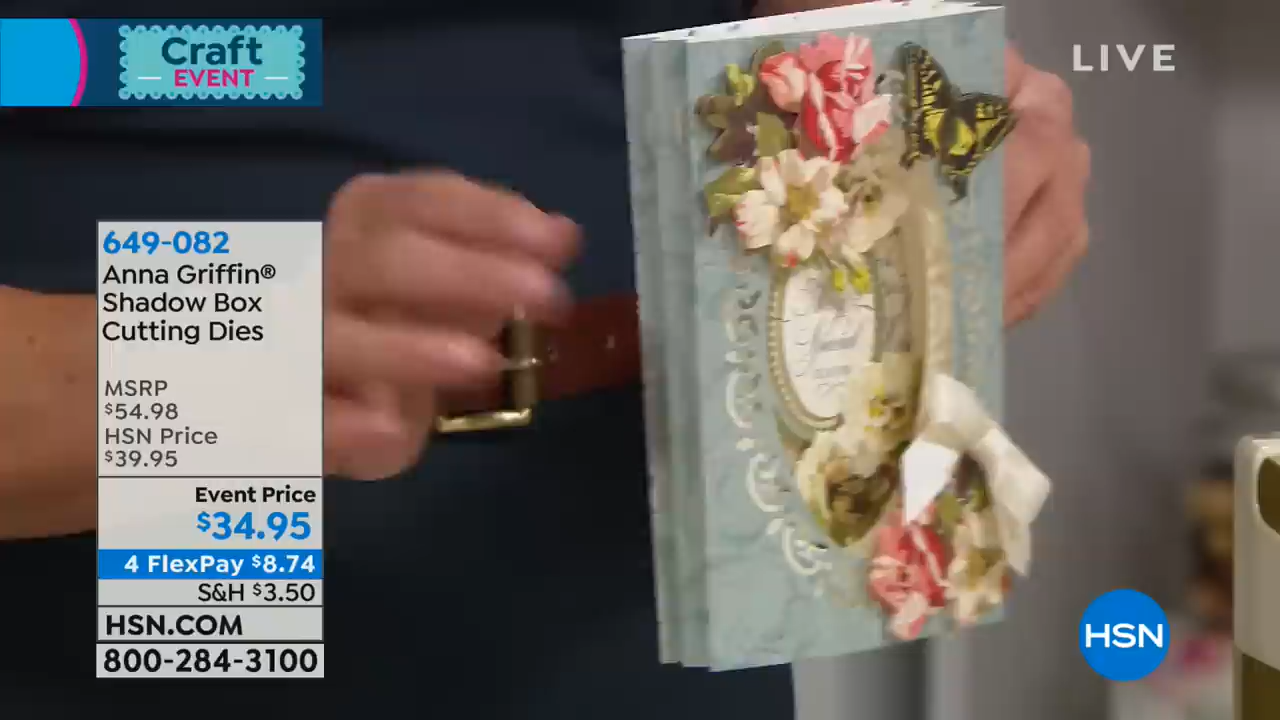 Craft
EVENT
LIVE
649-082
Anna Griffin®
Shadow Box
Cutting Dies
MSRP
$54.98
HSN Price
$39.95
Event Price
$34.95
4 FlexPay $8.74
S&H $3.50
HSN.COM
800-284-3100
HSN